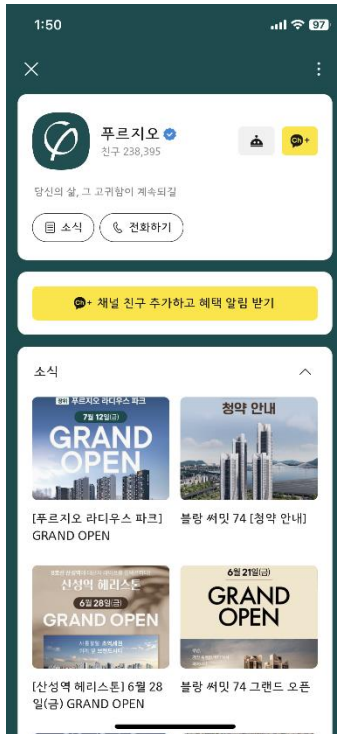 1:50
97
푸르지오
친구 238,395
Ch+
당신의 삶, 그 고귀함이 계속되길
소식
전화하기
Ch+ 채널 친구 추가하고 혜택 알림 받기
소식
푸르지오 라디우스 파크
7월 12일(금)
GRAND
OPEN
청약 안내
[푸르지오 라디우스 파크]
GRAND OPEN
블랑 써밋 74 [청약 안내]
산성역 헤리스톤
6월 28일(금)
GRAND OPEN
6월 21일(금)
GRAND
OPEN
[산성역 헤리스톤] 6월 28
일(금) GRAND OPEN
블랑 써밋 74 그랜드 오픈